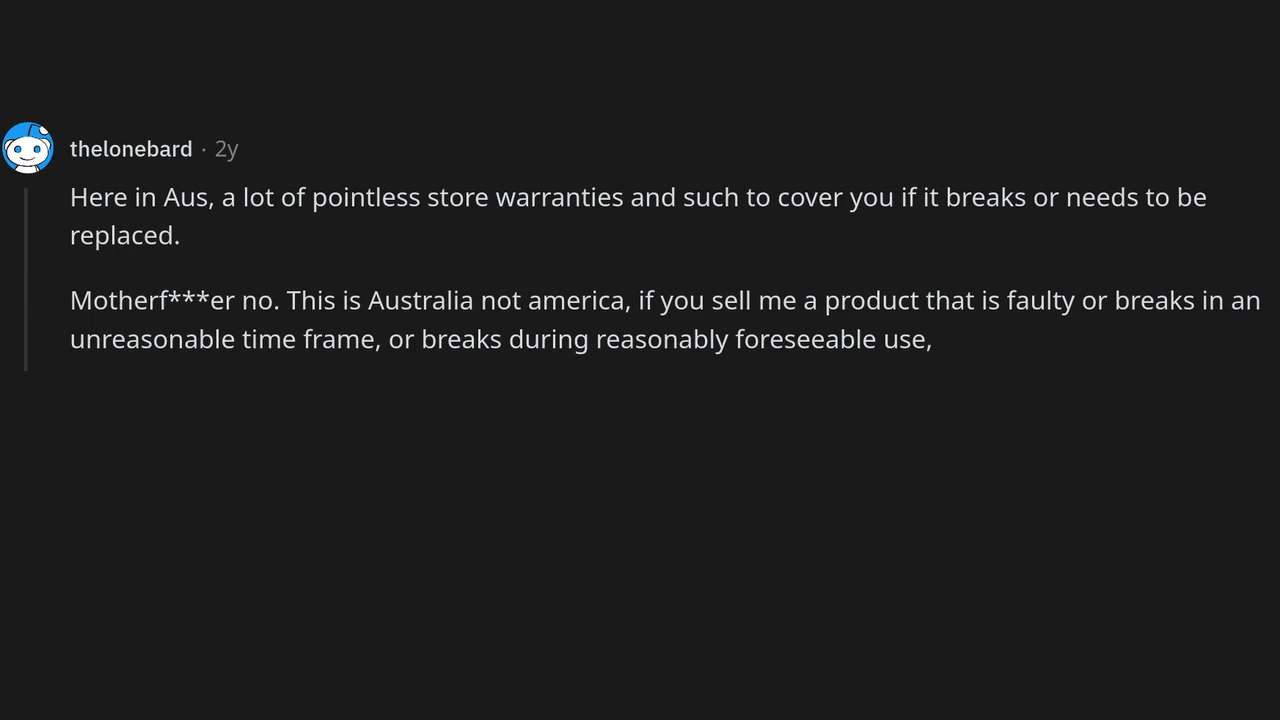 thelonebard · 2y
Here in Aus, a lot of pointless store warranties and such to cover you if it breaks or needs to be
replaced.
Motherf***er no. This is Australia not america, if you sell me a product that is faulty or breaks in an
unreasonable time frame, or breaks during reasonably foreseeable use,